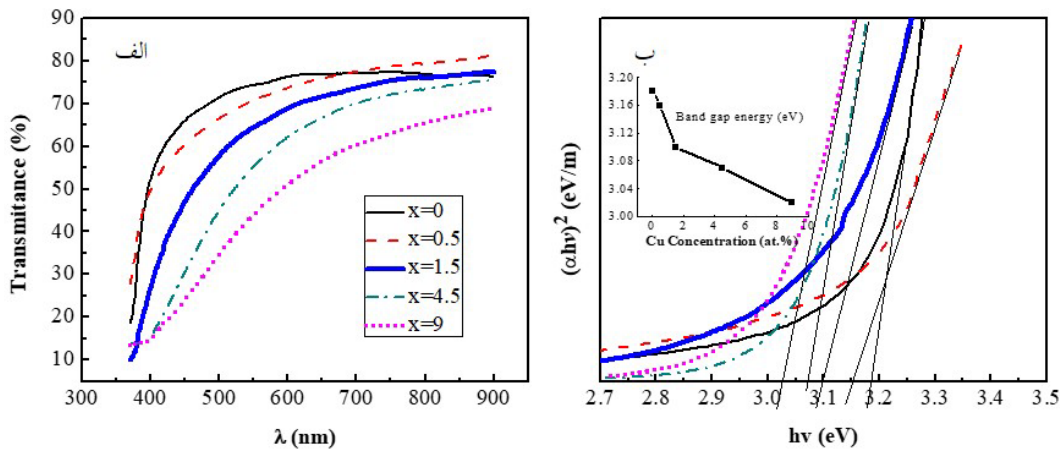 الف
90
80
70
60
50
40
30
20
10
Transmitance (%)
x=0
x=0.5
x=1.5
x=4.5
x=9
300 400 500 600 700 800 900
λ (nm)
ب
(αhν)² (eV/m)
3.20
3.16
3.12
3.08
3.04
3.00
Band gap energy (eV)
0 2 4 6 8 10
Cu Concentration (at.%)
2.7 2.8 2.9 3.0 3.1 3.2 3.3 3.4 3.5
hν (eV)